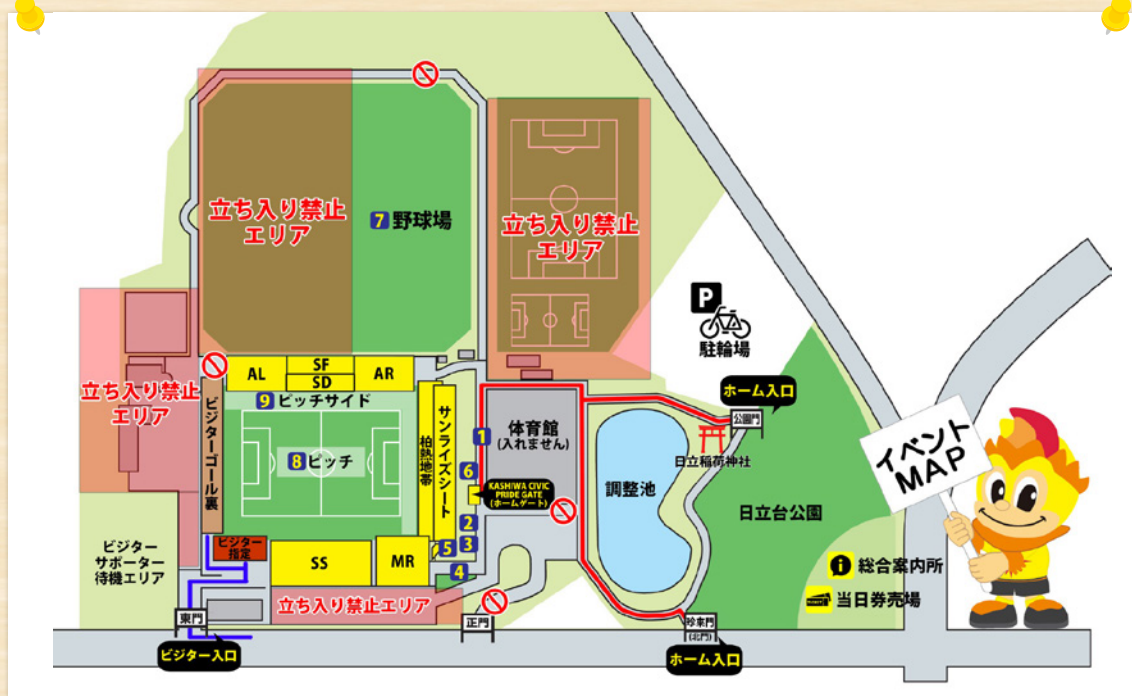 立ち入り禁止
エリア
7 野球場
立ち入り禁止
エリア
P
駐輪場
立ち入り禁止
エリア
AL
SF
SD
AR
9 ピッチサイド
ビジターゴール裏
8 ピッチ
柏熱地帯
サンライズシート
1
6
KASHIWA CIVIC
PRIDE GATE
(ホームゲート)
2
3
5
4
体育館
(入れません)
調整池
ホーム入口
公園門
日立稲荷神社
日立台公園
イベント
MAP
i 総合案内所
当日券売場
ビジター
サポーター
待機エリア
ビジター
指定
SS
MR
立ち入り禁止エリア
東門
ビジター入口
正門
珍來門
(北門)
ホーム入口